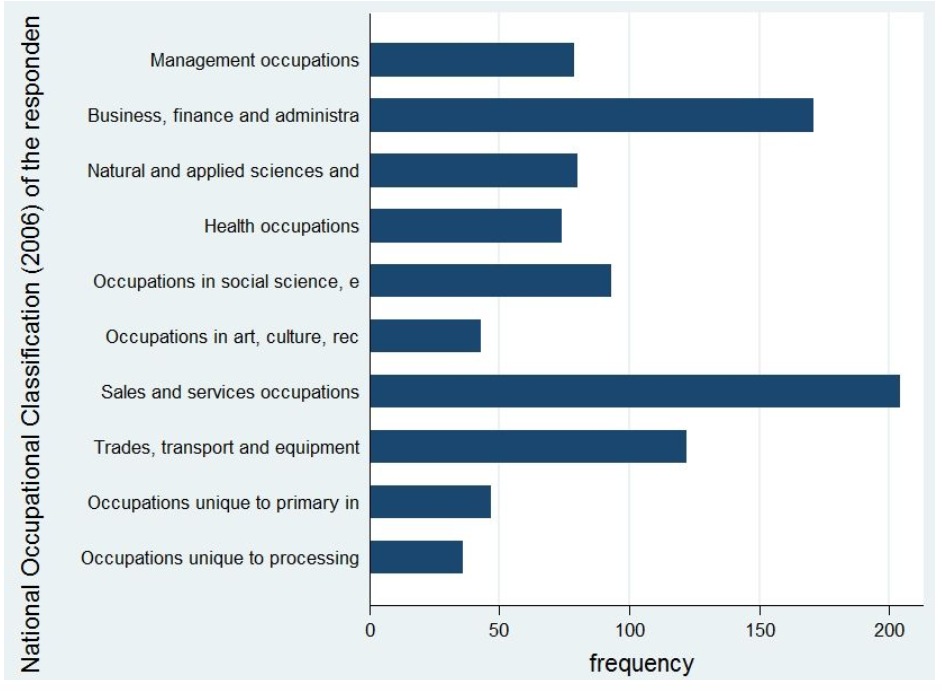 National Occupational Classification (2006) of the responden
Management occupations
Business, finance and administra
Natural and applied sciences and
Health occupations
Occupations in social science, e
Occupations in art, culture, rec
Sales and services occupations
Trades, transport and equipment
Occupations unique to primary in
Occupations unique to processing
0 50 100 150 200
frequency